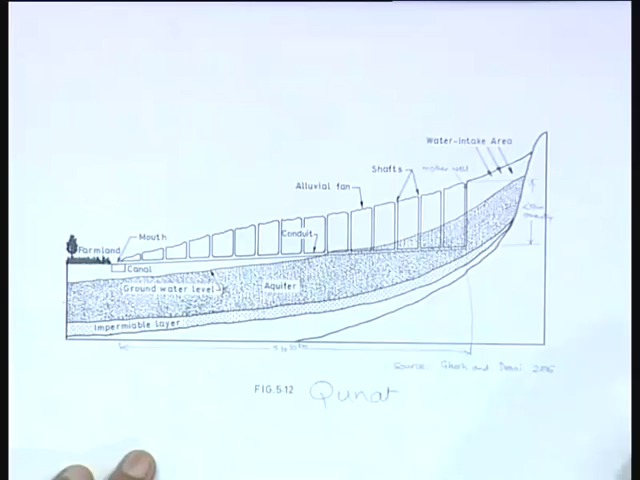 Water-Intake Area
Shafts
mother well
Alluvial fan
Conduit
Mouth
Farmland
Canal
Ground water level
Aquifer
Impermiable layer
Source: Ghosh and Desai 2006
FIG.5.12 Qunat